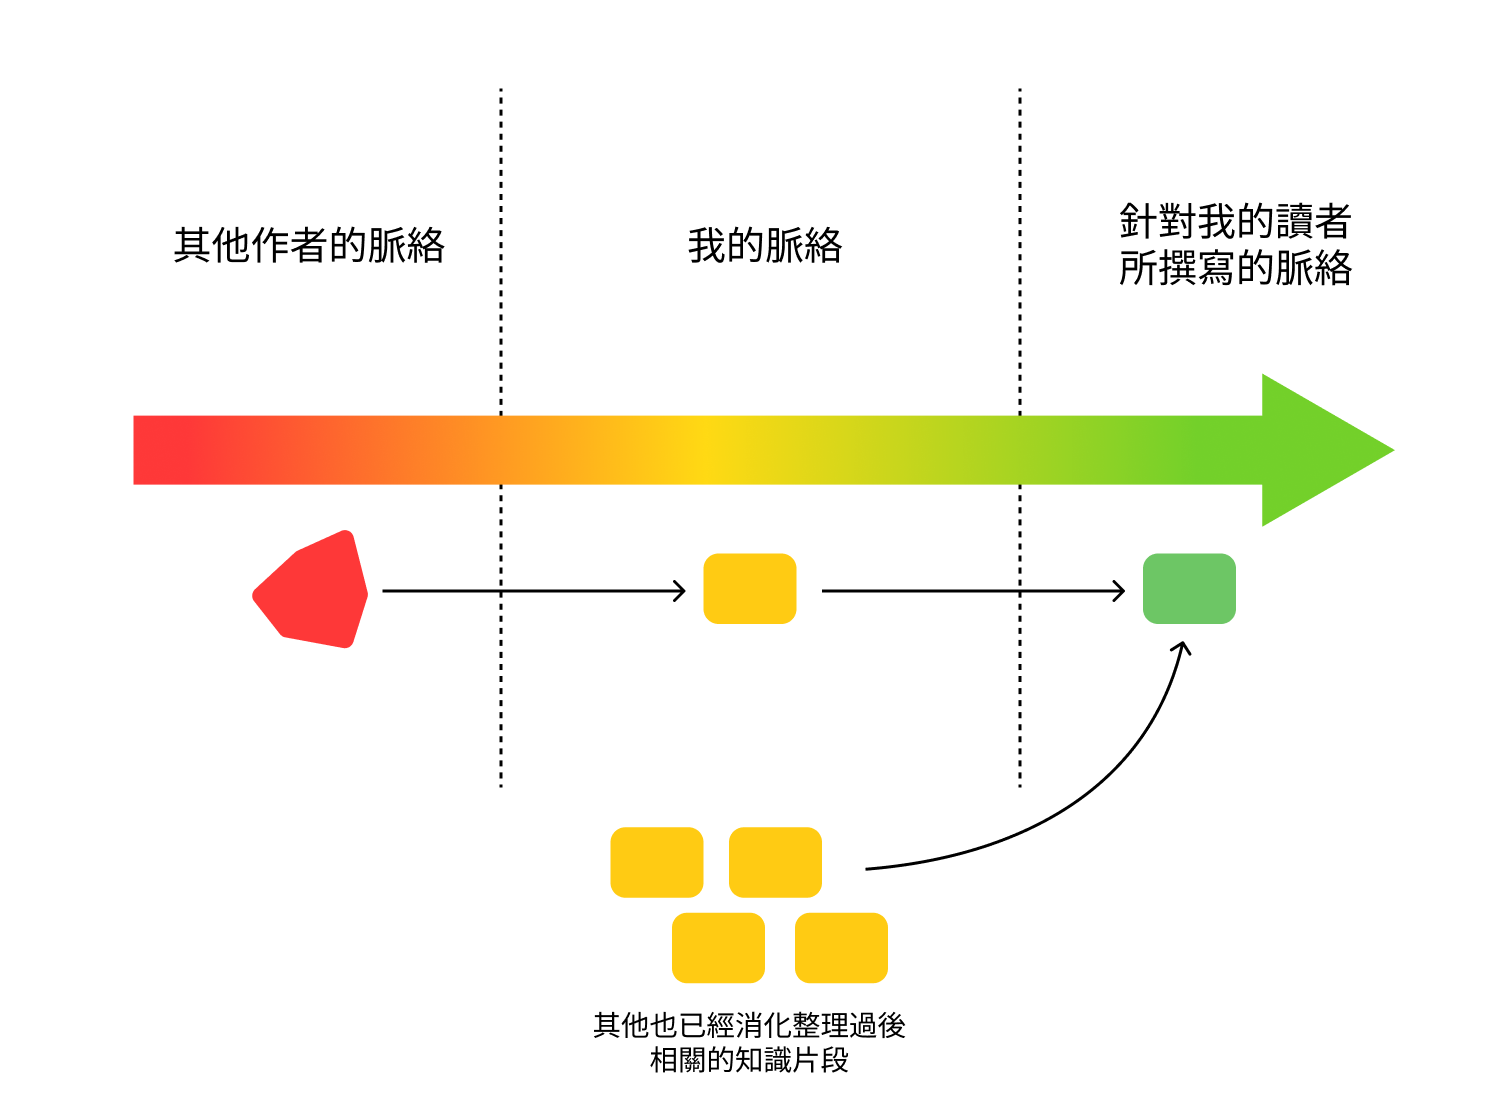 其他作者的脈絡
我的脈絡
針對我的讀者
所撰寫的脈絡
其他也已經消化整理過後
相關的知識片段